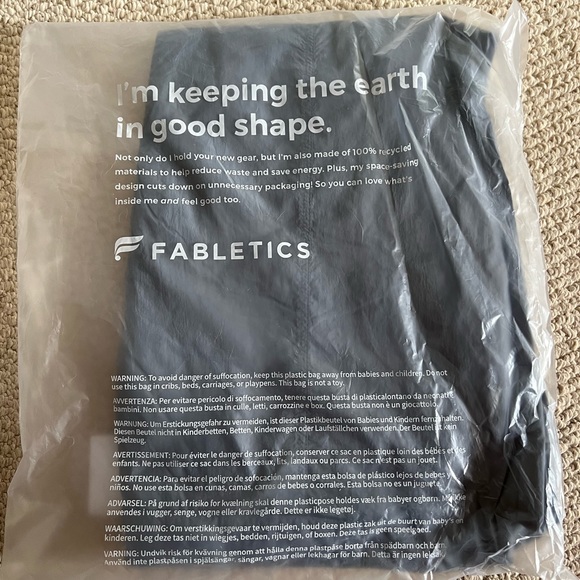 I'm keeping the earth
in good shape.
Not only do I hold your new gear, but I'm also made of 100% recycled
materials to help reduce waste and save energy. Plus, my space-saving
design cuts down on unnecessary packaging! So you can love what's
inside me and feel good too.
FABLETICS
WARNING: To avoid danger of suffocation, keep this plastic bag away from babies and children. Do not
use this bag in cribs, beds, carriages, or playpens. This bag is not a toy.
AVVERTENZA: Per evitare pericolo di suffocamento, tenere questa busta di plastica lontano da neonati e
bambini. Non usare questa busta in culle, letti, carrozzine e box. Questa busta non è un giocattolo.
WARNUNG: Um Erstickungsgefahr zu vermeiden, ist dieser Plastikbeutel von Babies und Kindern fernzuhalten.
Diesen Beutel nicht in Kinderbetten, Betten, Kinderwagen oder Laufställchen verwenden. Der Beutel ist kein
Spielzeug.
AVERTISSEMENT: Pour éviter le danger de suffocation, conserver ce sac en plastique loin des bébés et des
enfants. Ne pas utiliser ce sac dans les berceaux, lits, landaus ou parcs. Ce sac n'est pas un jouet.
ADVERTENCIA: Para evitar el peligro de sofocación, mantenga esta bolsa de plástico lejos de bebés y
niños. No use esta bolsa en cunas, camas, carros de bebes o corrales. Esta bolsa no es un juguete.
ADVARSEL: På grund af risiko for kvælning skal denne plasticpose holdes væk fra babyer og børn. Må ikke
anvendes i vugger, senge, vogne eller kravlegårde. Dette er ikke legetøj.
WAARSCHUWING: Om verstikkingsgevaar te vermijden, houd deze plastic zak uit de buurt van baby's en
kinderen. Leg deze tas niet in wiegjes, bedden, rijtuigen, of boxen. Deze tas is geen speelgoed.
VARNING: Undvik risk för kvävning genom att hålla denna plastpåse borta från spädbarn och barn.
Använd inte plastpåsen i spjälsängar, sängar, vagnar eller lekhagar för barn. Detta är ingen